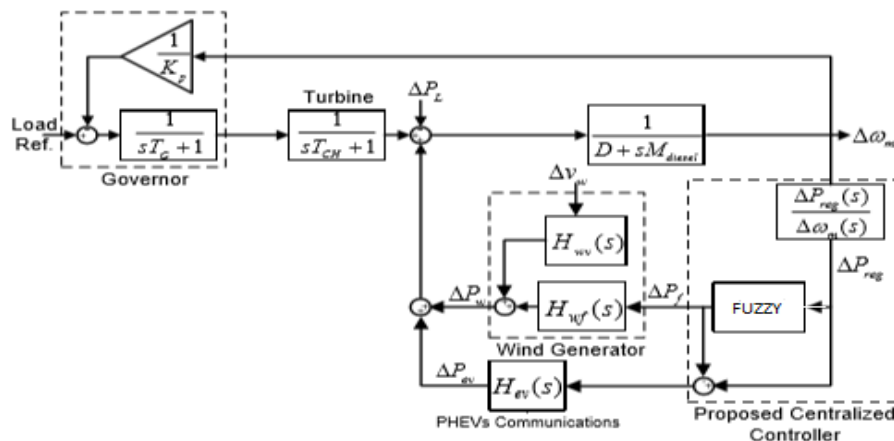 1
K_p
Load
Ref.
1
sT_G + 1
Governor
Turbine
1
sT_CH + 1
ΔP_L
1
D + sM_diesel
Δω_m
Δv_w
H_wv(s)
ΔP_w
H_wf(s)
Wind Generator
ΔP_f
FUZZY
ΔP_reg(s)
Δω_m(s)
ΔP_reg
ΔP_ev
H_ev(s)
PHEVs Communications
Proposed Centralized
Controller